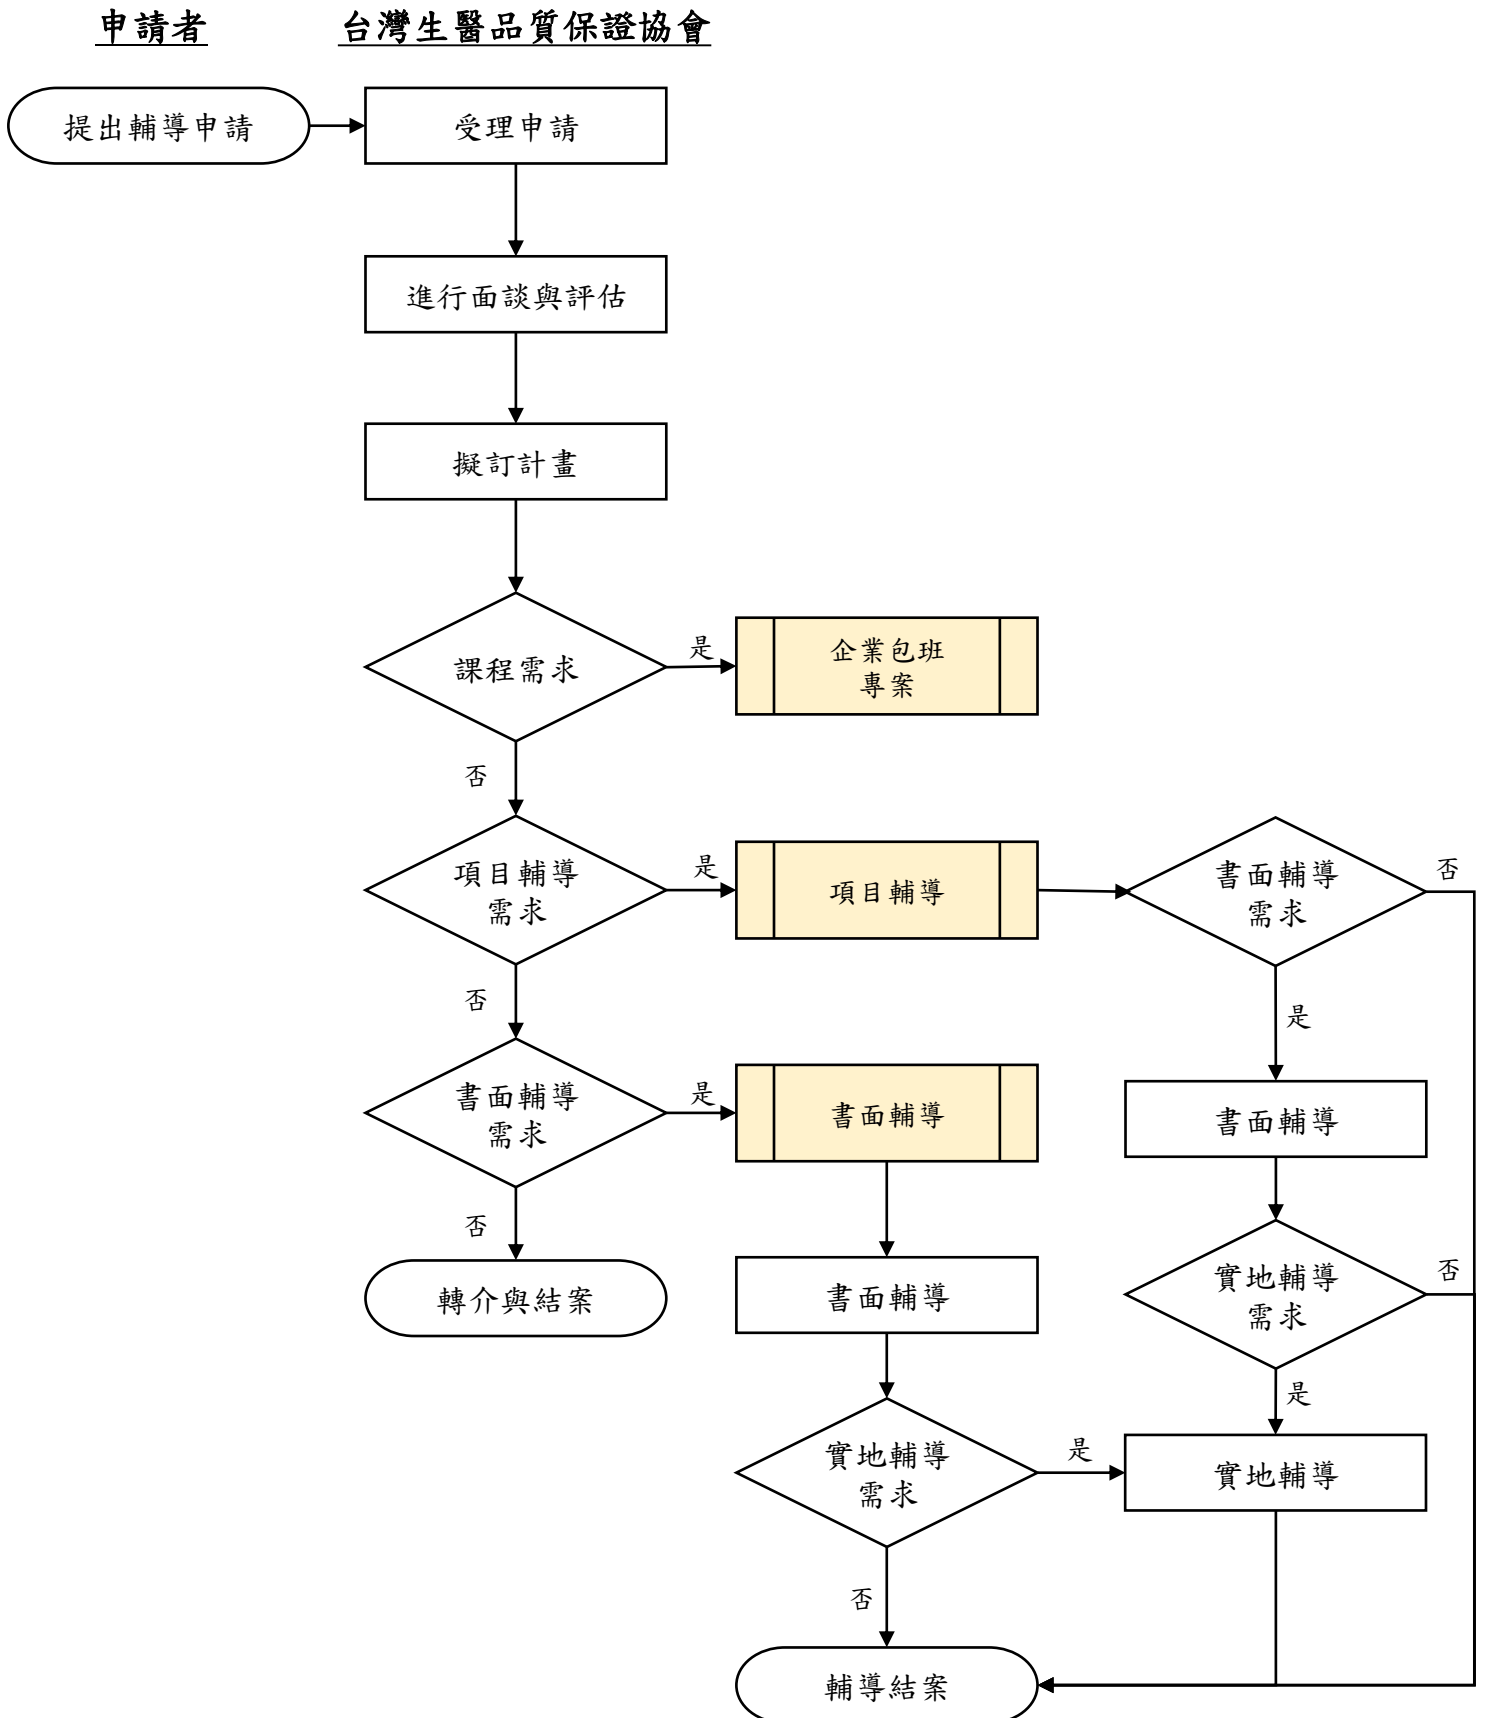 申請者
台灣生醫品質保證協會
提出輔導申請
受理申請
進行面談與評估
擬訂計畫
課程需求
是
企業包班
專案
否
項目輔導
需求
是
項目輔導
書面輔導
需求
否
否
是
書面輔導
需求
是
書面輔導
書面輔導
否
轉介與結案
書面輔導
實地輔導
需求
否
是
實地輔導
需求
是
實地輔導
否
輔導結案